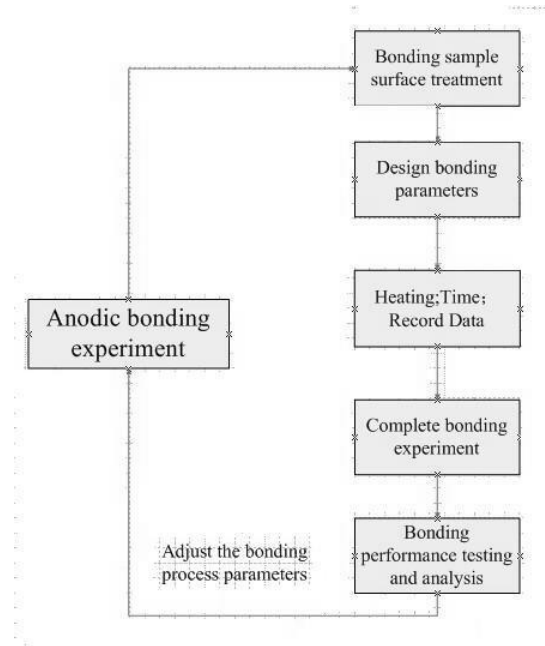 Bonding sample
surface treatment
Design bonding
parameters
Heating;Time；
Record Data
Anodic bonding
experiment
Complete bonding
experiment
Bonding
performance testing
and analysis
Adjust the bonding
process parameters